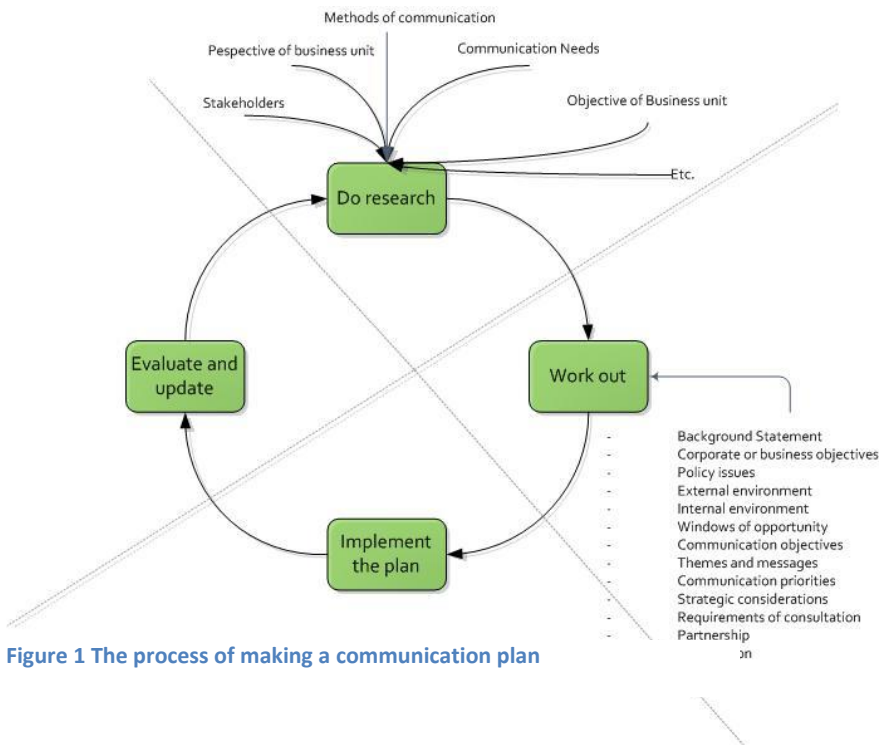 Methods of communication
Pespective of business unit
Communication Needs
Stakeholders
Objective of Business unit
Etc.
Do research
Evaluate and
update
Work out
- Background Statement
- Corporate or business objectives
- Policy issues
- External environment
- Internal environment
- Windows of opportunity
- Communication objectives
- Themes and messages
- Communication priorities
- Strategic considerations
- Requirements of consultation
- Partnership
Implement
the plan
Figure 1 The process of making a communication plan